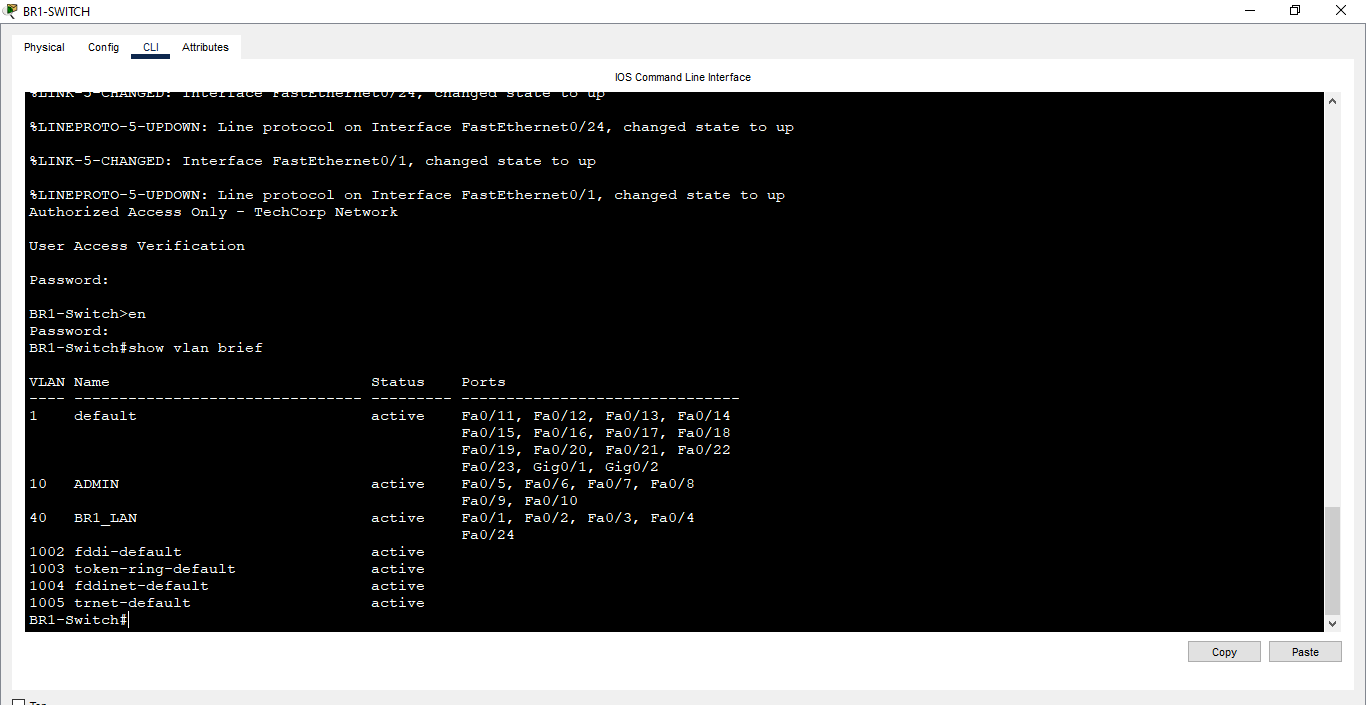 BR1-SWITCH
Physical Config CLI Attributes
IOS Command Line Interface
%LINK-5-CHANGED: Interface FastEthernet0/24, changed state to up
%LINEPROTO-5-UPDOWN: Line protocol on Interface FastEthernet0/24, changed state to up
%LINK-5-CHANGED: Interface FastEthernet0/1, changed state to up
%LINEPROTO-5-UPDOWN: Line protocol on Interface FastEthernet0/1, changed state to up
Authorized Access Only - TechCorp Network
User Access Verification
Password:
BR1-Switch>en
Password:
BR1-Switch#show vlan brief
VLAN Name Status Ports
---- -------------------------------- --------- -------------------------------
1 default active Fa0/11, Fa0/12, Fa0/13, Fa0/14
Fa0/15, Fa0/16, Fa0/17, Fa0/18
Fa0/19, Fa0/20, Fa0/21, Fa0/22
Fa0/23, Gig0/1, Gig0/2
10 ADMIN active Fa0/5, Fa0/6, Fa0/7, Fa0/8
Fa0/9, Fa0/10
40 BR1_LAN active Fa0/1, Fa0/2, Fa0/3, Fa0/4
Fa0/24
1002 fddi-default active
1003 token-ring-default active
1004 fddinet-default active
1005 trnet-default active
BR1-Switch#
Copy Paste